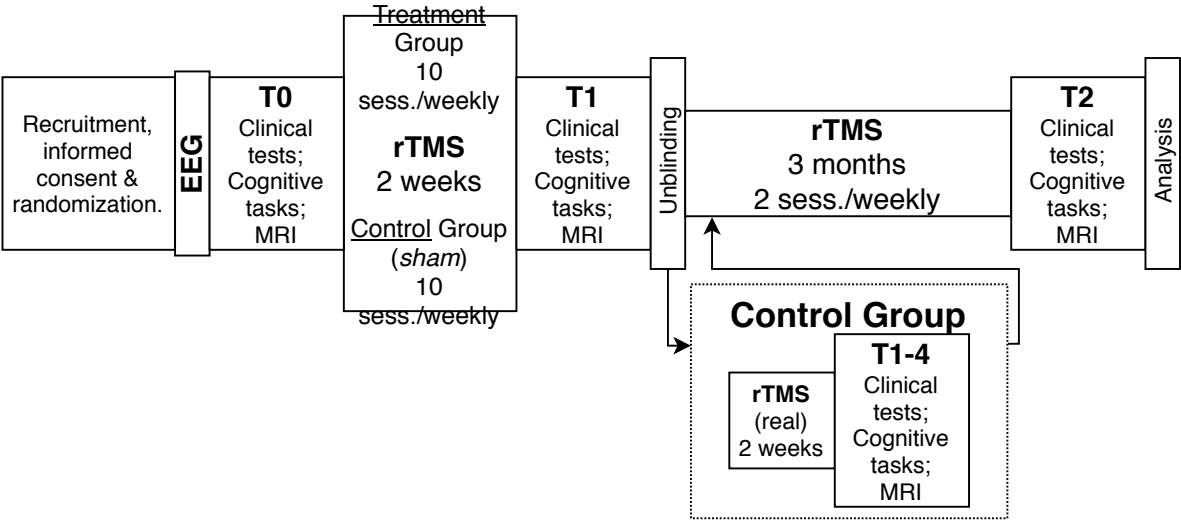 Recruitment,
informed
consent &
randomization.
EEG
T0
Clinical
tests;
Cognitive
tasks;
MRI
Treatment
Group
10
sess./weekly
rTMS
2 weeks
Control Group
(sham)
10
sess./weekly
T1
Clinical
tests;
Cognitive
tasks;
MRI
Unblinding
rTMS
3 months
2 sess./weekly
T2
Clinical
tests;
Cognitive
tasks;
MRI
Analysis
Control Group
rTMS
(real)
2 weeks
T1-4
Clinical
tests;
Cognitive
tasks;
MRI